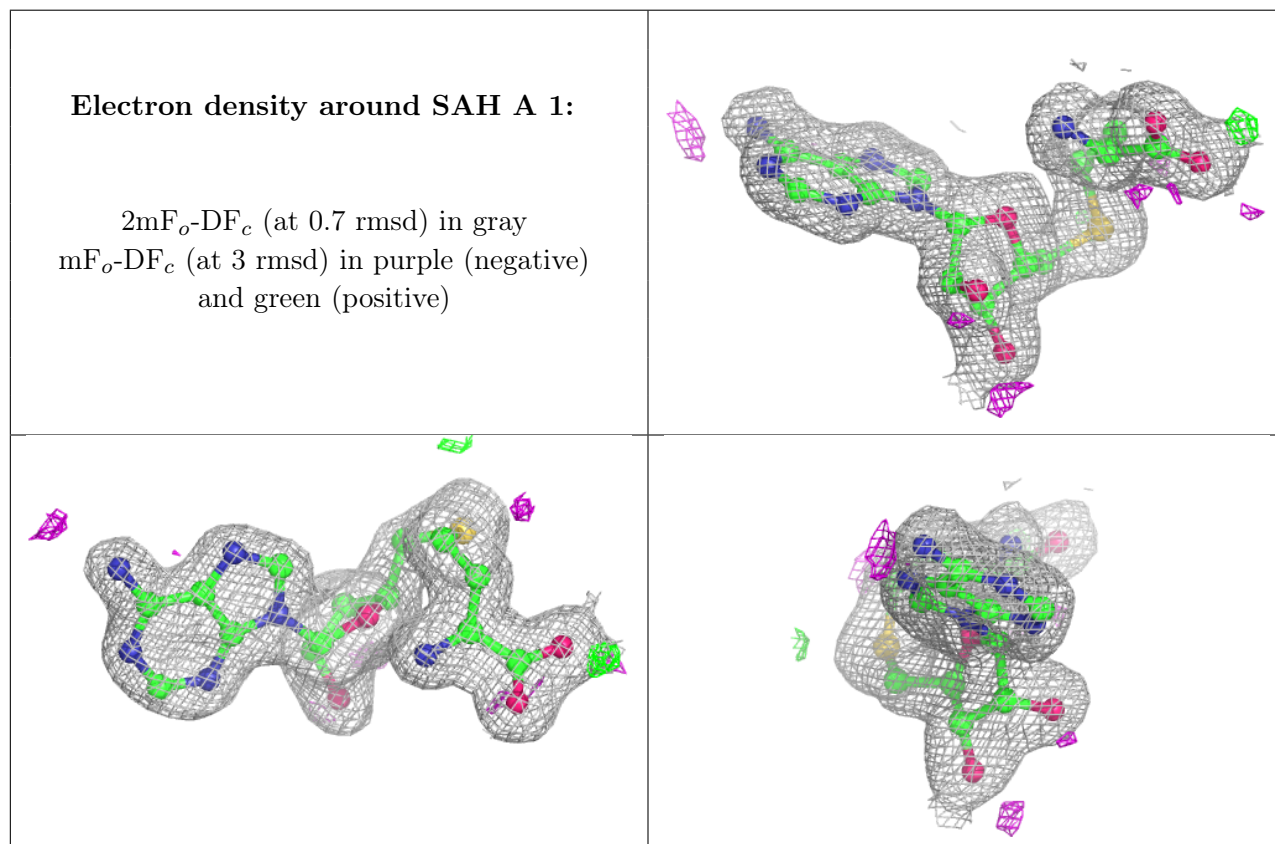 Electron density around SAH A 1:
2mFo-DFc (at 0.7 rmsd) in gray
mFo-DFc (at 3 rmsd) in purple (negative)
and green (positive)